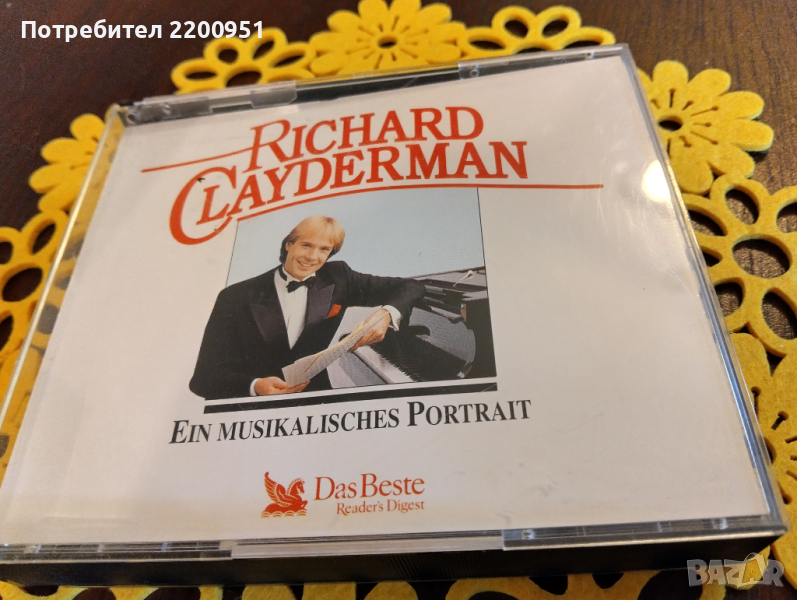 Потребител 2200951
RICHARD
CLAYDERMAN
EIN MUSIKALISCHES PORTRAIT
Das Beste
Reader's Digest
BAZAR